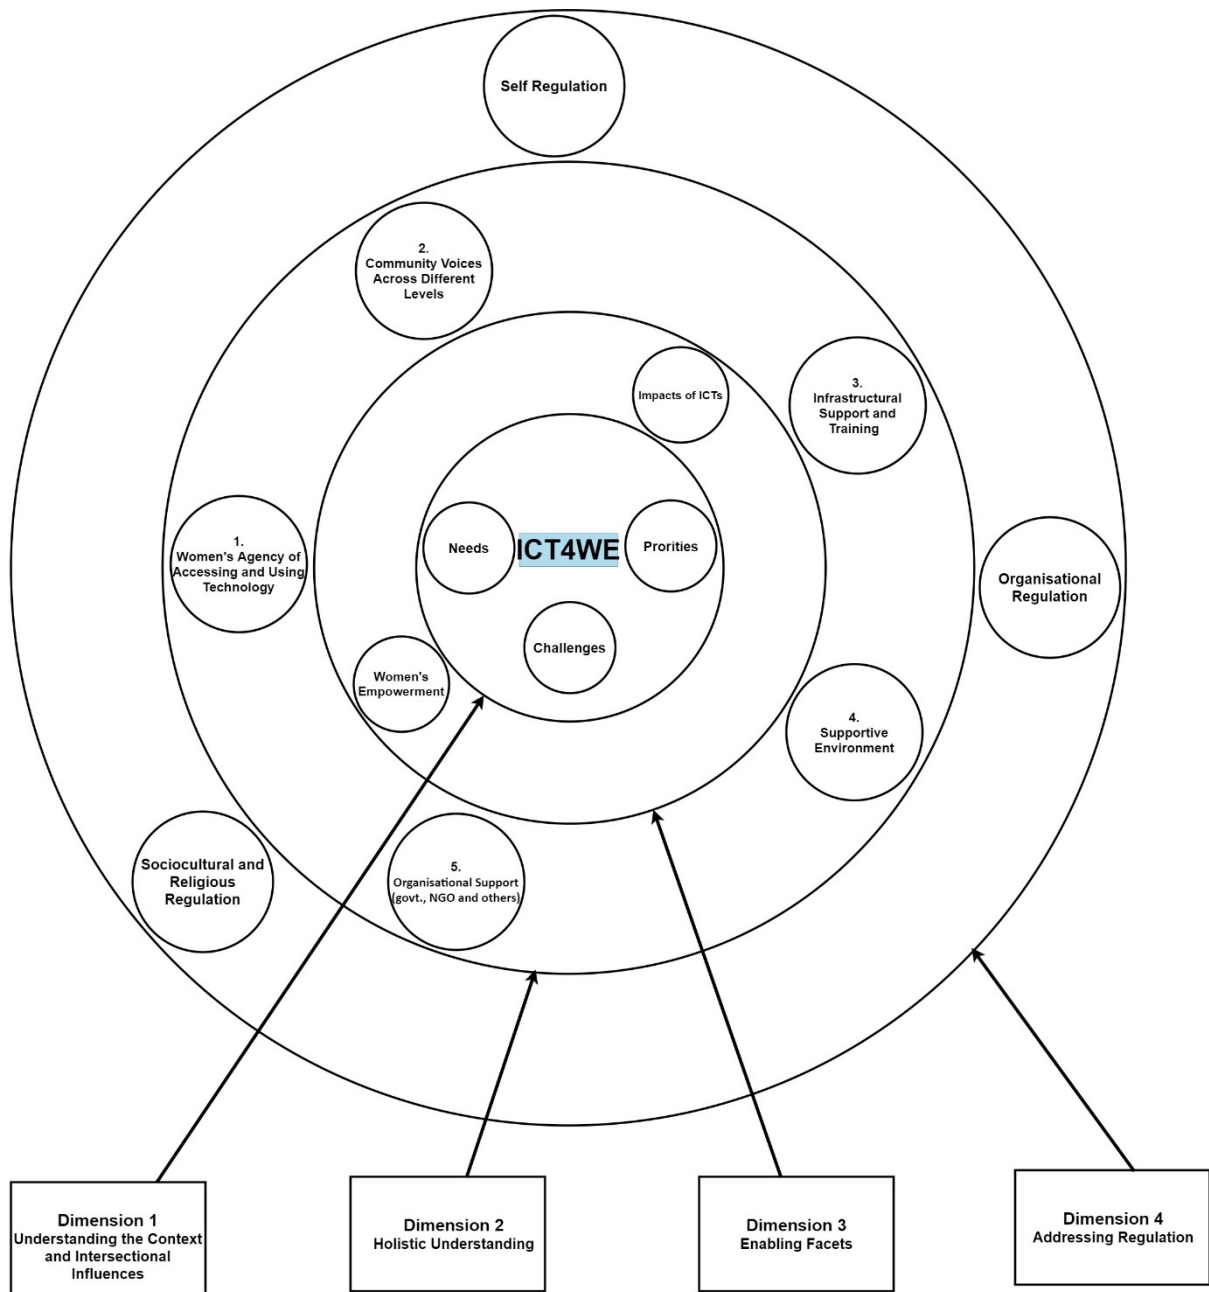 Self Regulation
2.
Community Voices
Across Different
Levels
Impacts of ICTs
3.
Infrastructural
Support and
Training
1.
Women's Agency of
Accessing and Using
Technology
Needs
ICT4WE
Prorities
Challenges
Organisational
Regulation
Women's
Empowerment
4.
Supportive
Environment
Sociocultural and
Religious
Regulation
5.
Organisational Support
(govt., NGO and others)
Dimension 1
Understanding the Context
and Intersectional
Influences
Dimension 2
Holistic Understanding
Dimension 3
Enabling Facets
Dimension 4
Addressing Regulation